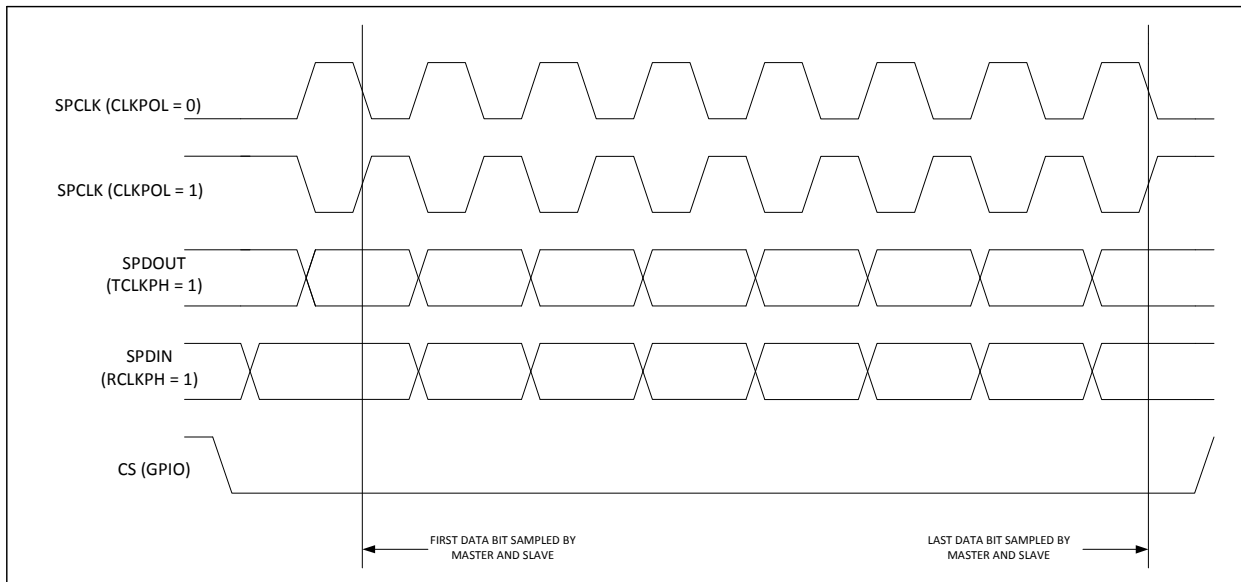 SPCLK (CLKPOL = 0)
SPCLK (CLKPOL = 1)
SPDOUT
(TCLKPH = 1)
SPDIN
(RCLKPH = 1)
CS (GPIO)
FIRST DATA BIT SAMPLED BY
MASTER AND SLAVE
LAST DATA BIT SAMPLED BY
MASTER AND SLAVE